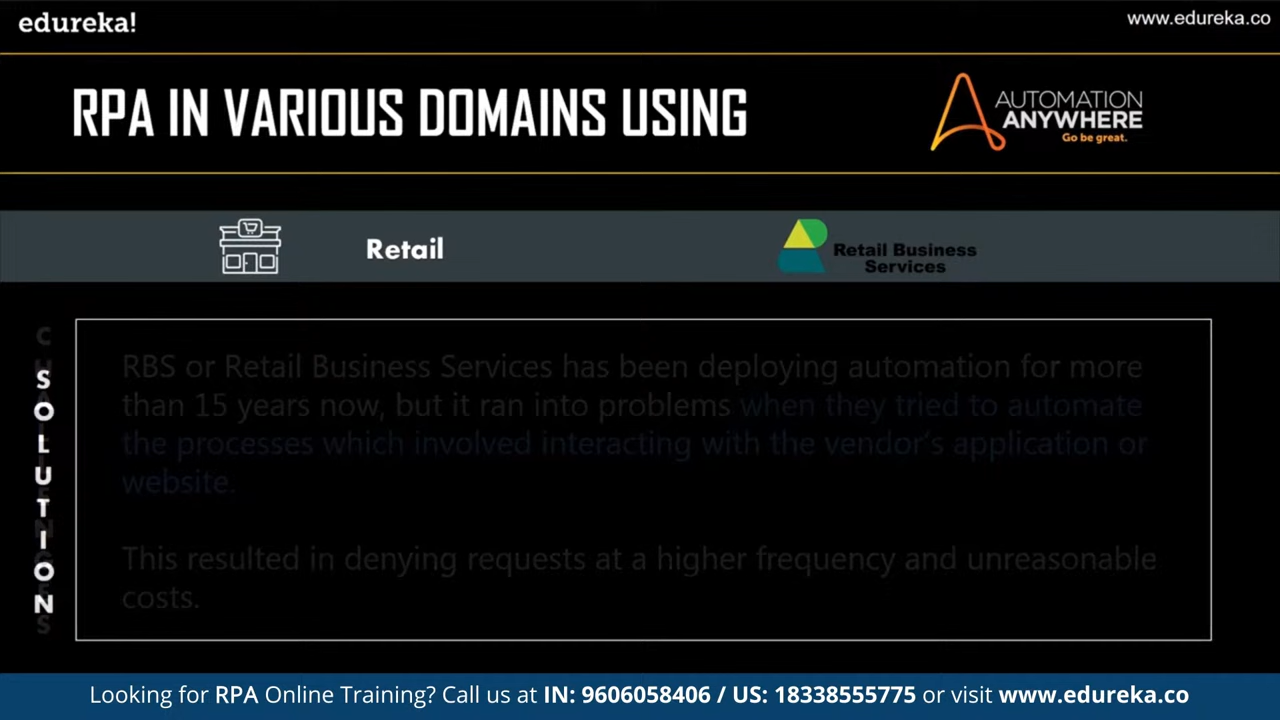 edureka!
www.edureka.co
RPA IN VARIOUS DOMAINS USING
AUTOMATION
ANYWHERE
Go be great.
Retail
Retail Business
Services
SOLUTION
RBS or Retail Business Services has been deploying automation for more
than 15 years now, but it ran into problems when they tried to automate
the processes which involved interacting with the vendor's application or
website.
This resulted in denying requests at a higher frequency and unreasonable
costs.
Looking for RPA Online Training? Call us at IN: 9606058406 / US: 18338555775 or visit www.edureka.co